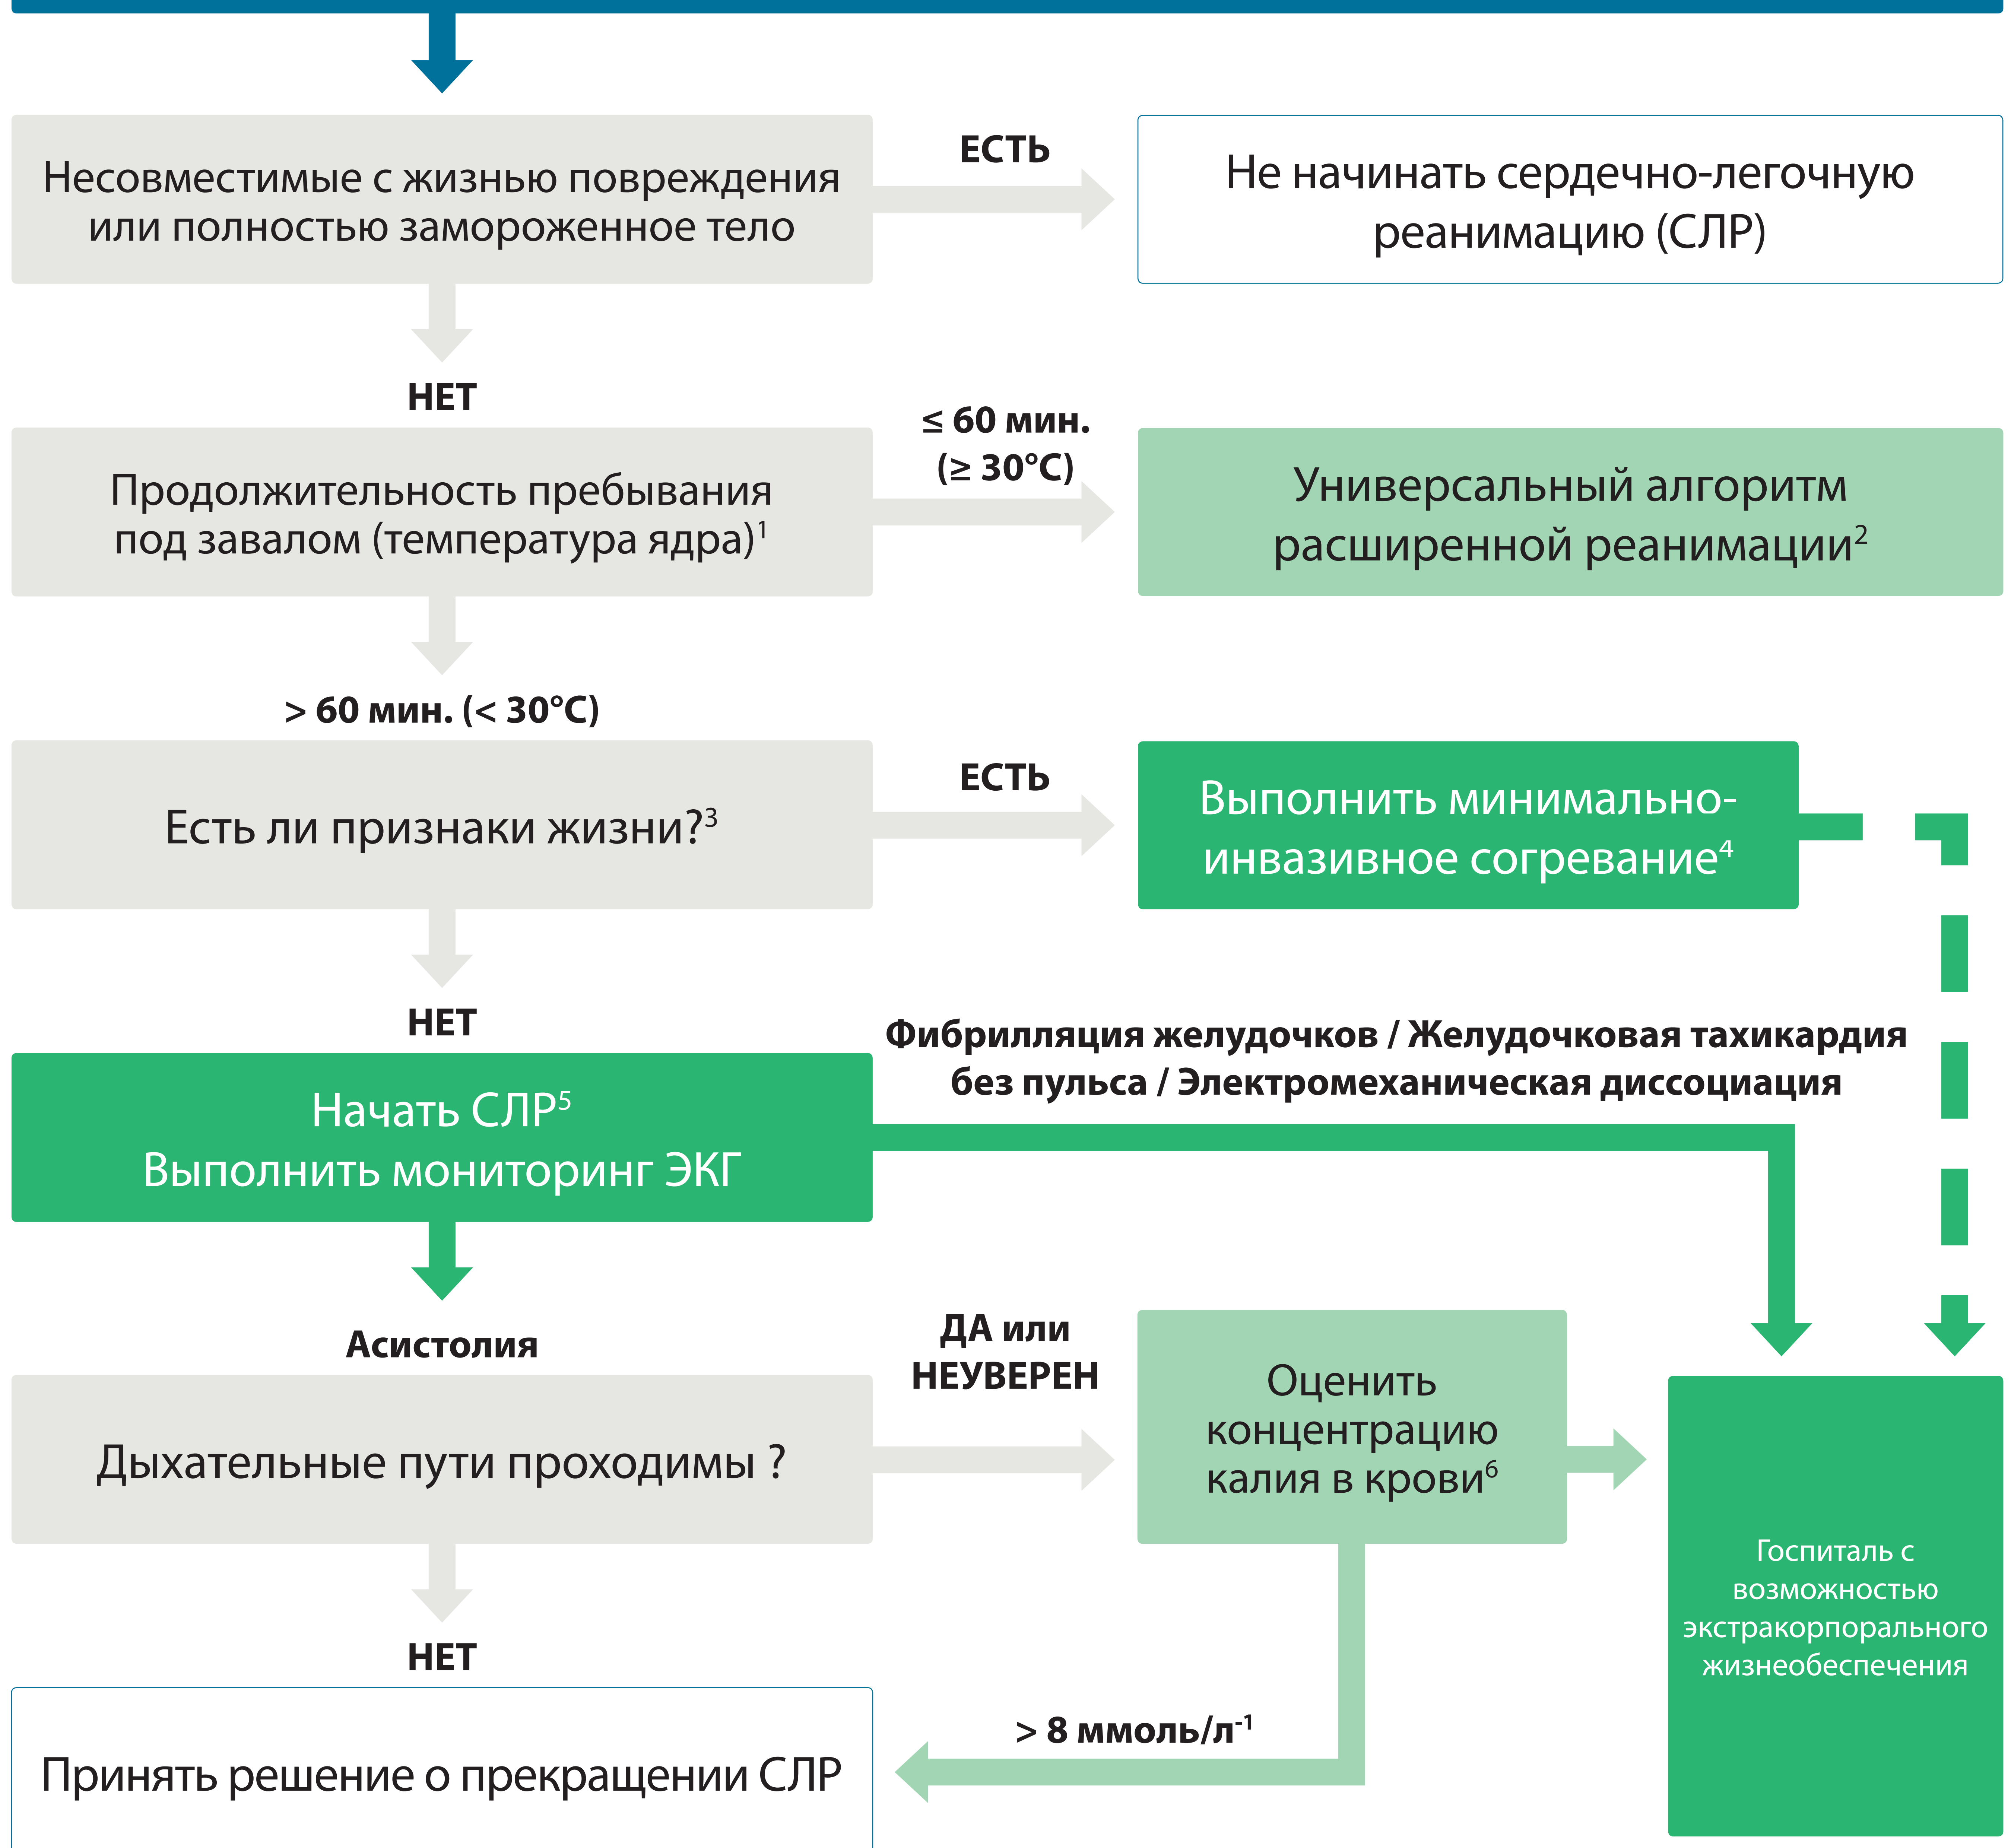 Несовместимые с жизнью повреждения
или полностью замороженное тело
ЕСТЬ
Не начинать сердечно-легочную
реанимацию (СЛР)
НЕТ
Продолжительность пребывания
под завалом (температура ядра)¹
≤ 60 мин.
(≥ 30°C)
Универсальный алгоритм
расширенной реанимации²
> 60 мин. (< 30°C)
Есть ли признаки жизни?³
ЕСТЬ
Выполнить минимально-
инвазивное согревание⁴
НЕТ
Фибрилляция желудочков / Желудочковая тахикардия
без пульса / Электромеханическая диссоциация
Начать СЛР⁵
Выполнить мониторинг ЭКГ
Асистолия
Дыхательные пути проходимы ?
ДА или
НЕУВЕРЕН
Оценить
концентрацию
калия в крови⁶
Госпиталь с
возможностью
экстракорпорального
жизнеобеспечения
НЕТ
> 8 ммоль/л⁻¹
Принять решение о прекращении СЛР